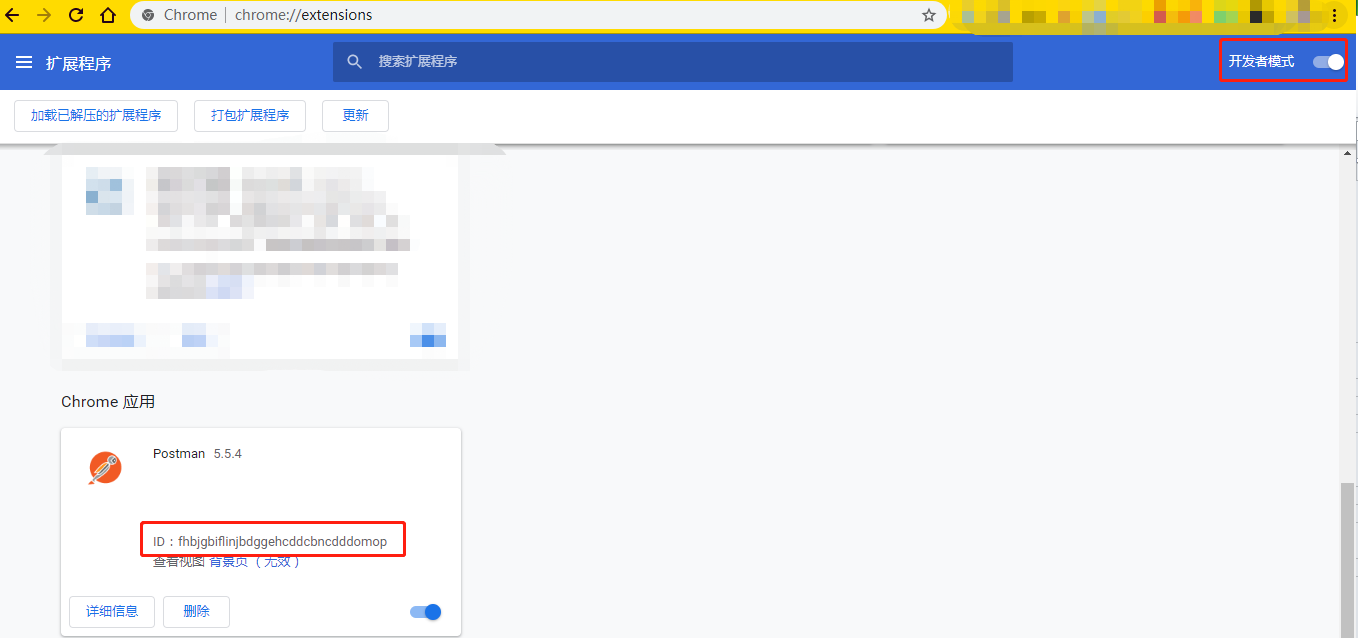 Chrome | chrome://extensions
扩展程序
搜索扩展程序
开发者模式
加载已解压的扩展程序
打包扩展程序
更新
Chrome 应用
Postman 5.5.4
ID：fhbjgbiflinjbdggehcddcbncdddomop
查看视图 背景页（无效）
详细信息
删除